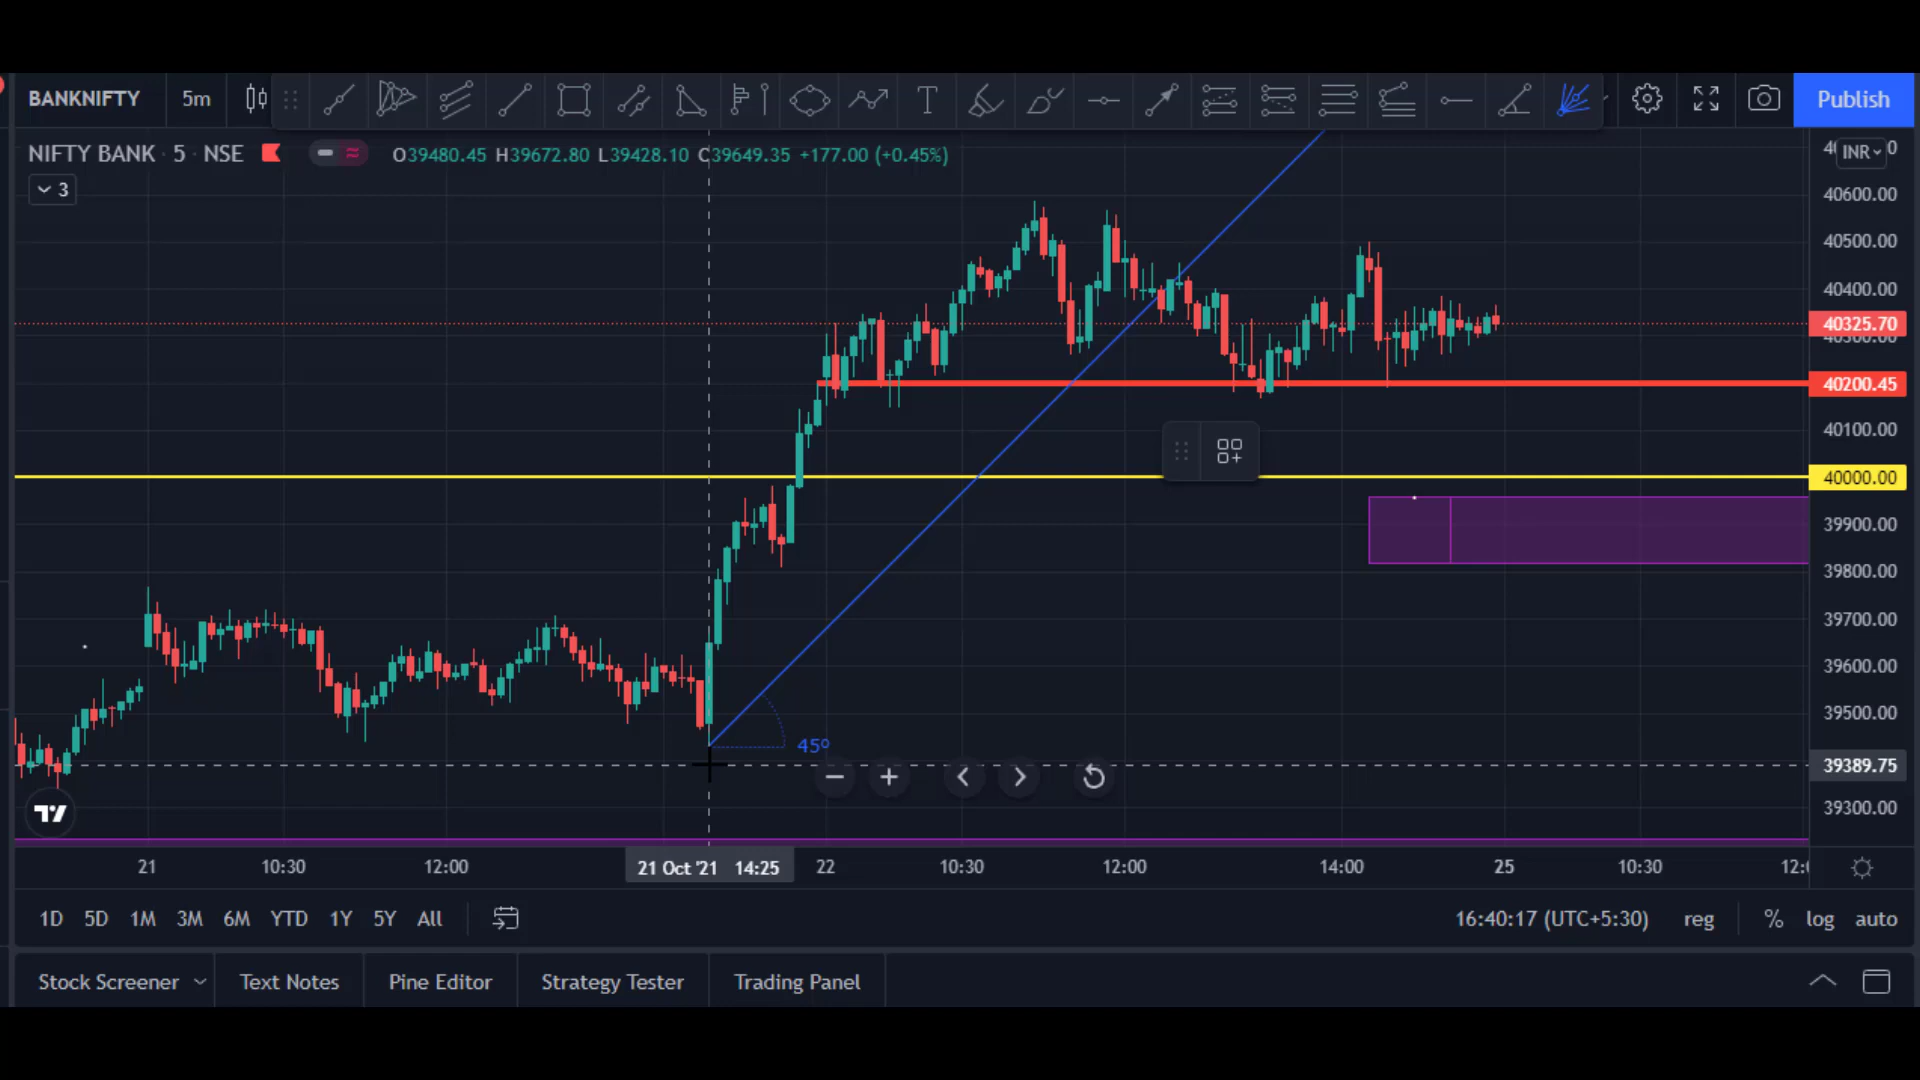 BANKNIFTY 5m T Publish
NIFTY BANK · 5 · NSE O39480.45 H39672.80 L39428.10 C39649.35 +177.00 (+0.45%)
INR
3
40600.00
40500.00
40400.00
40325.70
40300.00
40200.45
40100.00
40000.00
39900.00
39800.00
39700.00
39600.00
39500.00
45º
39389.75
39300.00
21 10:30 12:00 21 Oct '21 14:25 22 10:30 12:00 14:00 25 10:30
1D 5D 1M 3M 6M YTD 1Y 5Y All 16:40:17 (UTC+5:30) reg % log auto
Stock Screener Text Notes Pine Editor Strategy Tester Trading Panel